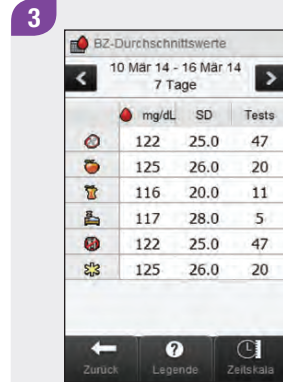 3
BZ-Durchschnittswerte
10 Mär 14 - 16 Mär 14
7 Tage
mg/dL SD Tests
122 25.0 47
125 26.0 20
116 20.0 11
117 28.0 5
122 25.0 47
125 26.0 20
Zurück Legende Zeitskala